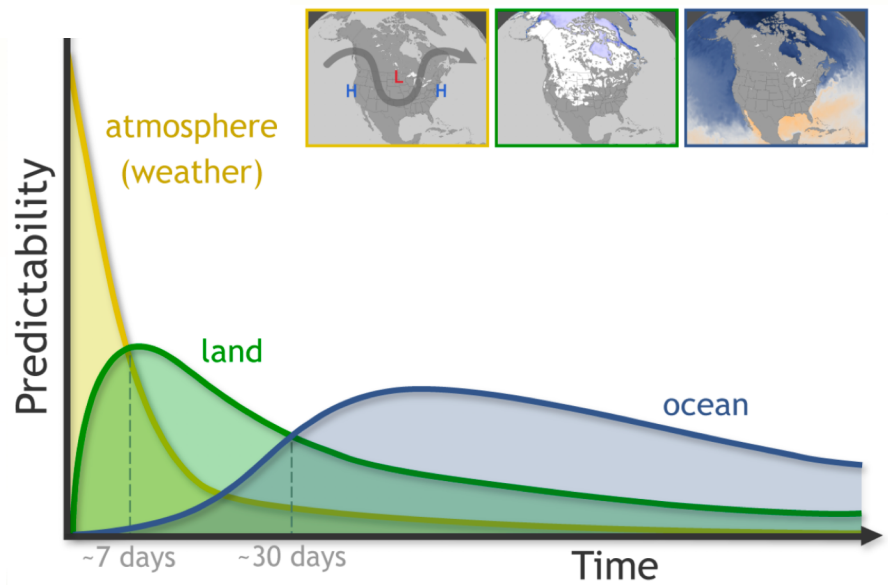 H
L
H
atmosphere
(weather)
Predictability
land
ocean
~7 days
~30 days
Time